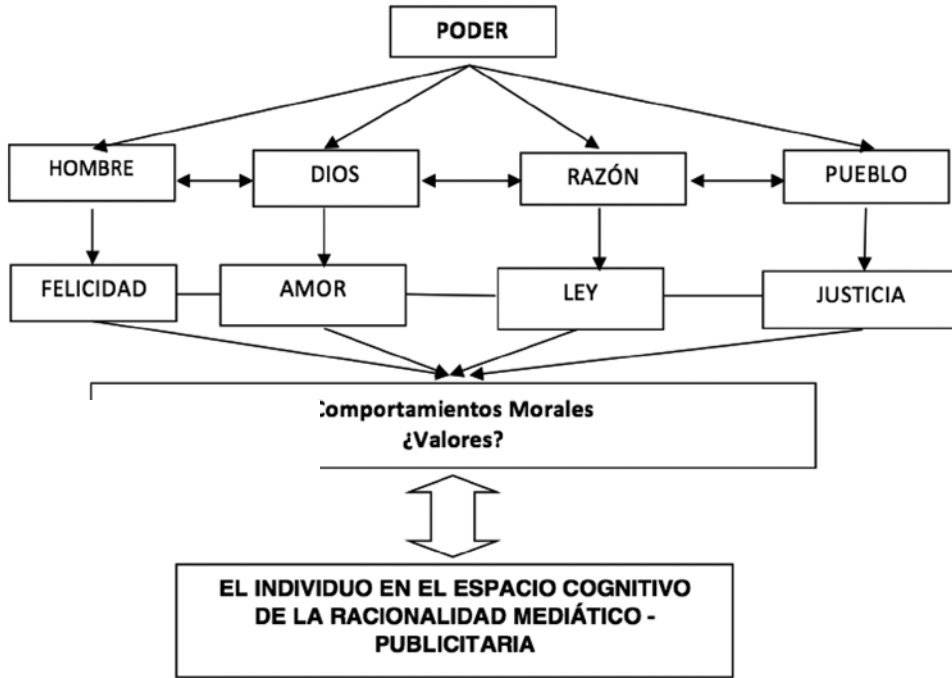 PODER
HOMBRE
DIOS
RAZÓN
PUEBLO
FELICIDAD
AMOR
LEY
JUSTICIA
omportamientos Morales
¿Valores?
EL INDIVIDUO EN EL ESPACIO COGNITIVO
DE LA RACIONALIDAD MEDIÁTICO -
PUBLICITARIA